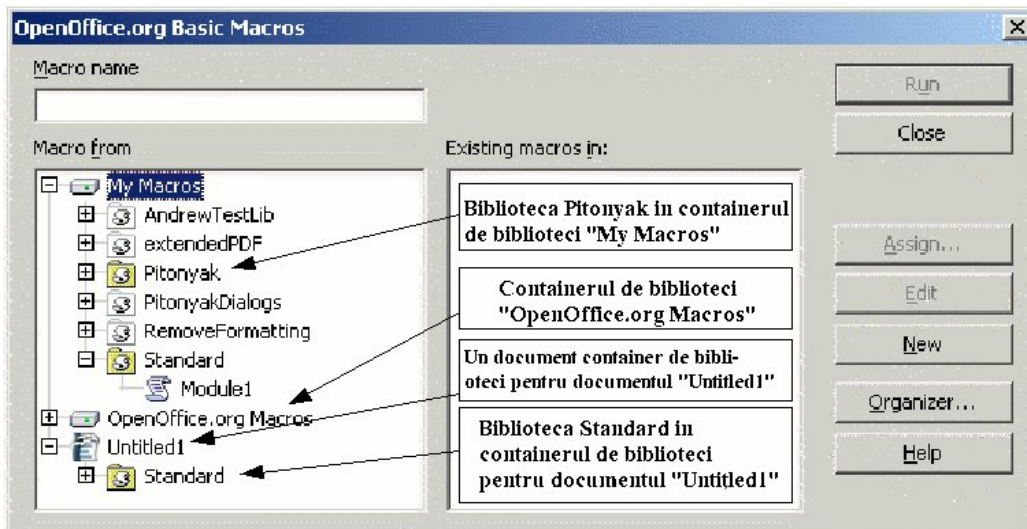 OpenOffice.org Basic Macros
Macro name
Run
Close
Macro from
Existing macros in:
My Macros
AndrewTestLib
extendedPDF
Pitonyak
PitonyakDialogs
RemoveFormatting
Standard
Module1
OpenOffice.org Macros
Untitled1
Standard
Biblioteca Pitonyak in containerul
de biblioteci "My Macros"
Containerul de biblioteci
"OpenOffice.org Macros"
Un document container de bibli-
oteci pentru documentul "Untitled1"
Biblioteca Standard in
containerul de biblioteci
pentru documentul "Untitled1"
Assign...
Edit
New
Organizer...
Help